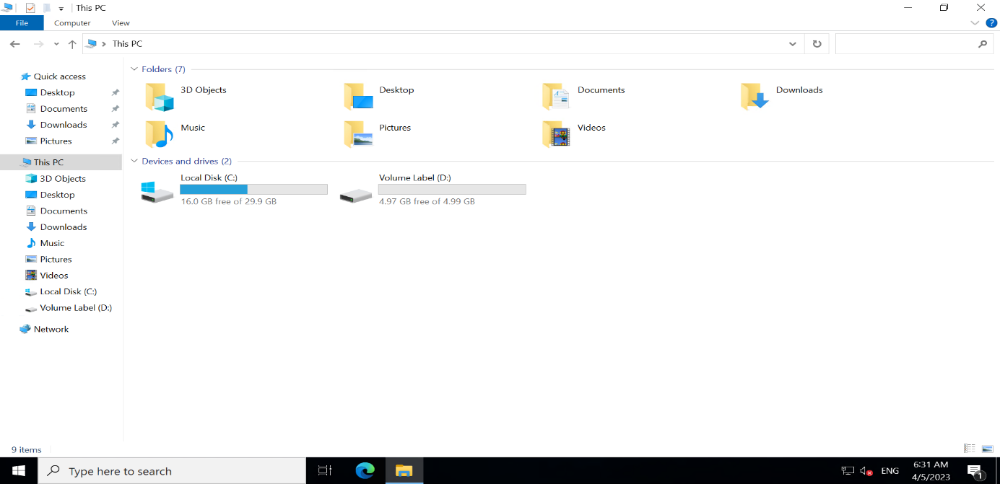 This PC
File Computer View
This PC
Quick access
Desktop
Documents
Downloads
Pictures
This PC
3D Objects
Desktop
Documents
Downloads
Music
Pictures
Videos
Local Disk (C:)
Volume Label (D:)
Network
Folders (7)
3D Objects
Desktop
Documents
Downloads
Music
Pictures
Videos
Devices and drives (2)
Local Disk (C:)
16.0 GB free of 29.9 GB
Volume Label (D:)
4.97 GB free of 4.99 GB
9 items
Type here to search
ENG
6:31 AM
4/5/2023
1